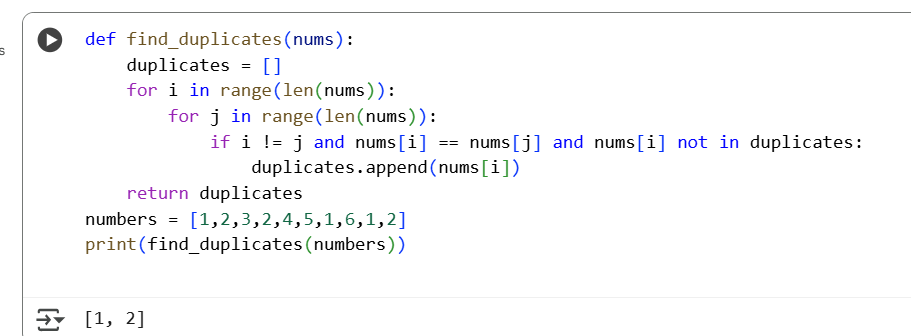 s
def find_duplicates(nums):
    duplicates = []
    for i in range(len(nums)):
        for j in range(len(nums)):
            if i != j and nums[i] == nums[j] and nums[i] not in duplicates:
                duplicates.append(nums[i])
    return duplicates
numbers = [1,2,3,2,4,5,1,6,1,2]
print(find_duplicates(numbers))
[1, 2]